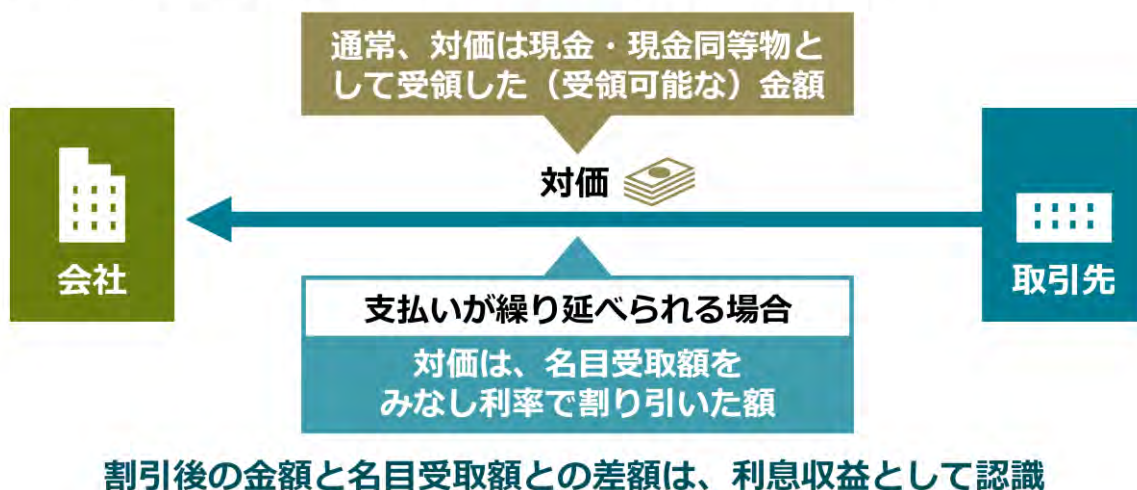 通常、対価は現金・現金同等物と
して受領した（受領可能な）金額
対価
会社
取引先
支払いが繰り延べられる場合
対価は、名目受取額を
みなし利率で割り引いた額
割引後の金額と名目受取額との差額は、利息収益として認識